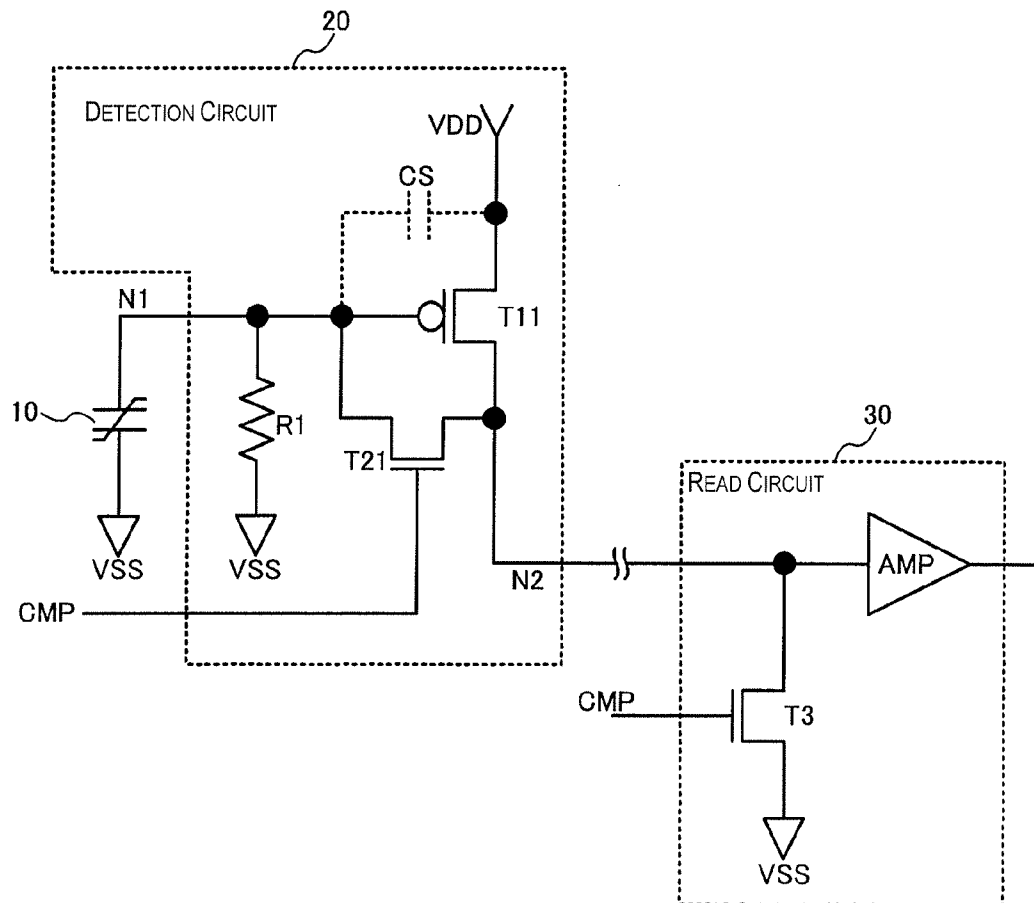 20
DETECTION CIRCUIT
VDD
CS
N1
T11
10
R1
T21
30
READ CIRCUIT
VSS
VSS
N2
AMP
CMP
CMP
T3
VSS